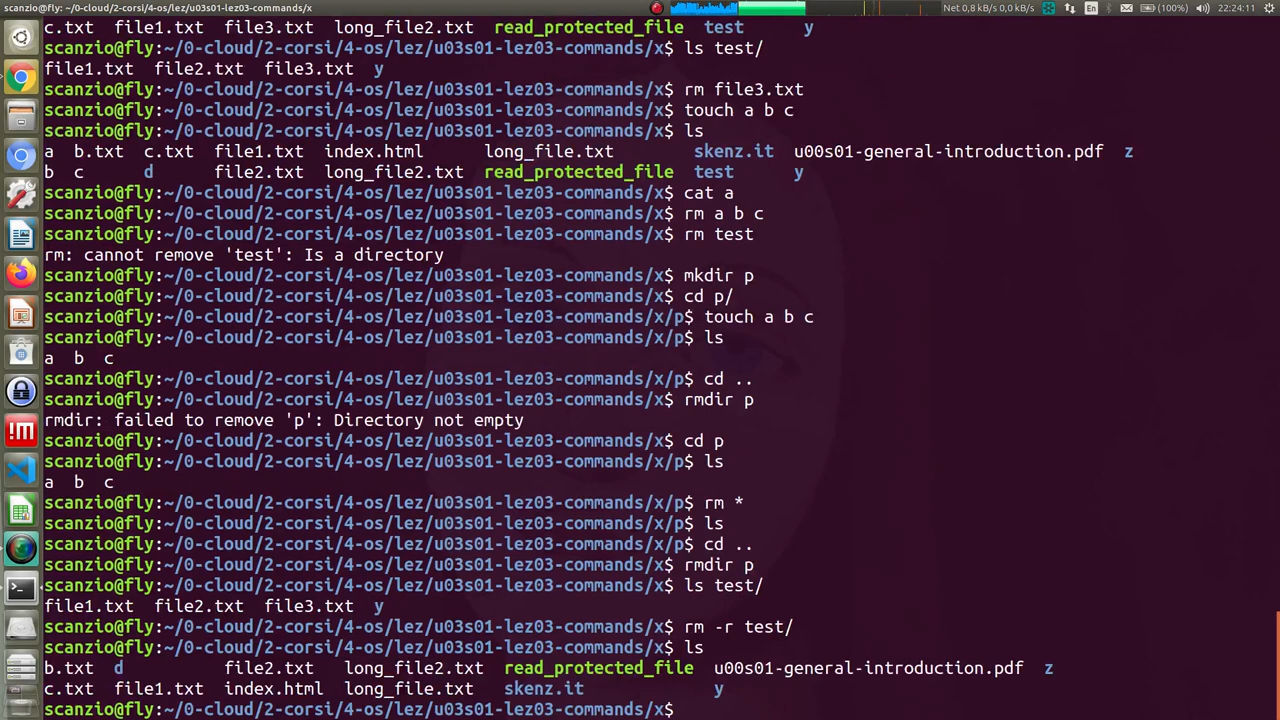 scanzio@fly: ~/0-cloud/2-corsi/4-os/lez/u03s01-lez03-commands/x
Net 0,8 kB/s 0,0 kB/s En (100%) 22:24:11
c.txt file1.txt file3.txt long_file2.txt read_protected_file test y
scanzio@fly:~/0-cloud/2-corsi/4-os/lez/u03s01-lez03-commands/x$ ls test/
file1.txt file2.txt file3.txt y
scanzio@fly:~/0-cloud/2-corsi/4-os/lez/u03s01-lez03-commands/x$ rm file3.txt
scanzio@fly:~/0-cloud/2-corsi/4-os/lez/u03s01-lez03-commands/x$ touch a b c
scanzio@fly:~/0-cloud/2-corsi/4-os/lez/u03s01-lez03-commands/x$ ls
a b.txt c.txt file1.txt index.html long_file.txt skenz.it u00s01-general-introduction.pdf z
b c d file2.txt long_file2.txt read_protected_file test y
scanzio@fly:~/0-cloud/2-corsi/4-os/lez/u03s01-lez03-commands/x$ cat a
scanzio@fly:~/0-cloud/2-corsi/4-os/lez/u03s01-lez03-commands/x$ rm a b c
scanzio@fly:~/0-cloud/2-corsi/4-os/lez/u03s01-lez03-commands/x$ rm test
rm: cannot remove 'test': Is a directory
scanzio@fly:~/0-cloud/2-corsi/4-os/lez/u03s01-lez03-commands/x$ mkdir p
scanzio@fly:~/0-cloud/2-corsi/4-os/lez/u03s01-lez03-commands/x$ cd p/
scanzio@fly:~/0-cloud/2-corsi/4-os/lez/u03s01-lez03-commands/x/p$ touch a b c
scanzio@fly:~/0-cloud/2-corsi/4-os/lez/u03s01-lez03-commands/x/p$ ls
a b c
scanzio@fly:~/0-cloud/2-corsi/4-os/lez/u03s01-lez03-commands/x/p$ cd ..
scanzio@fly:~/0-cloud/2-corsi/4-os/lez/u03s01-lez03-commands/x$ rmdir p
rmdir: failed to remove 'p': Directory not empty
scanzio@fly:~/0-cloud/2-corsi/4-os/lez/u03s01-lez03-commands/x$ cd p
scanzio@fly:~/0-cloud/2-corsi/4-os/lez/u03s01-lez03-commands/x/p$ ls
a b c
scanzio@fly:~/0-cloud/2-corsi/4-os/lez/u03s01-lez03-commands/x/p$ rm *
scanzio@fly:~/0-cloud/2-corsi/4-os/lez/u03s01-lez03-commands/x/p$ ls
scanzio@fly:~/0-cloud/2-corsi/4-os/lez/u03s01-lez03-commands/x/p$ cd ..
scanzio@fly:~/0-cloud/2-corsi/4-os/lez/u03s01-lez03-commands/x$ rmdir p
scanzio@fly:~/0-cloud/2-corsi/4-os/lez/u03s01-lez03-commands/x$ ls test/
file1.txt file2.txt file3.txt y
scanzio@fly:~/0-cloud/2-corsi/4-os/lez/u03s01-lez03-commands/x$ rm -r test/
scanzio@fly:~/0-cloud/2-corsi/4-os/lez/u03s01-lez03-commands/x$ ls
b.txt d file2.txt long_file2.txt read_protected_file u00s01-general-introduction.pdf z
c.txt file1.txt index.html long_file.txt skenz.it y
scanzio@fly:~/0-cloud/2-corsi/4-os/lez/u03s01-lez03-commands/x$